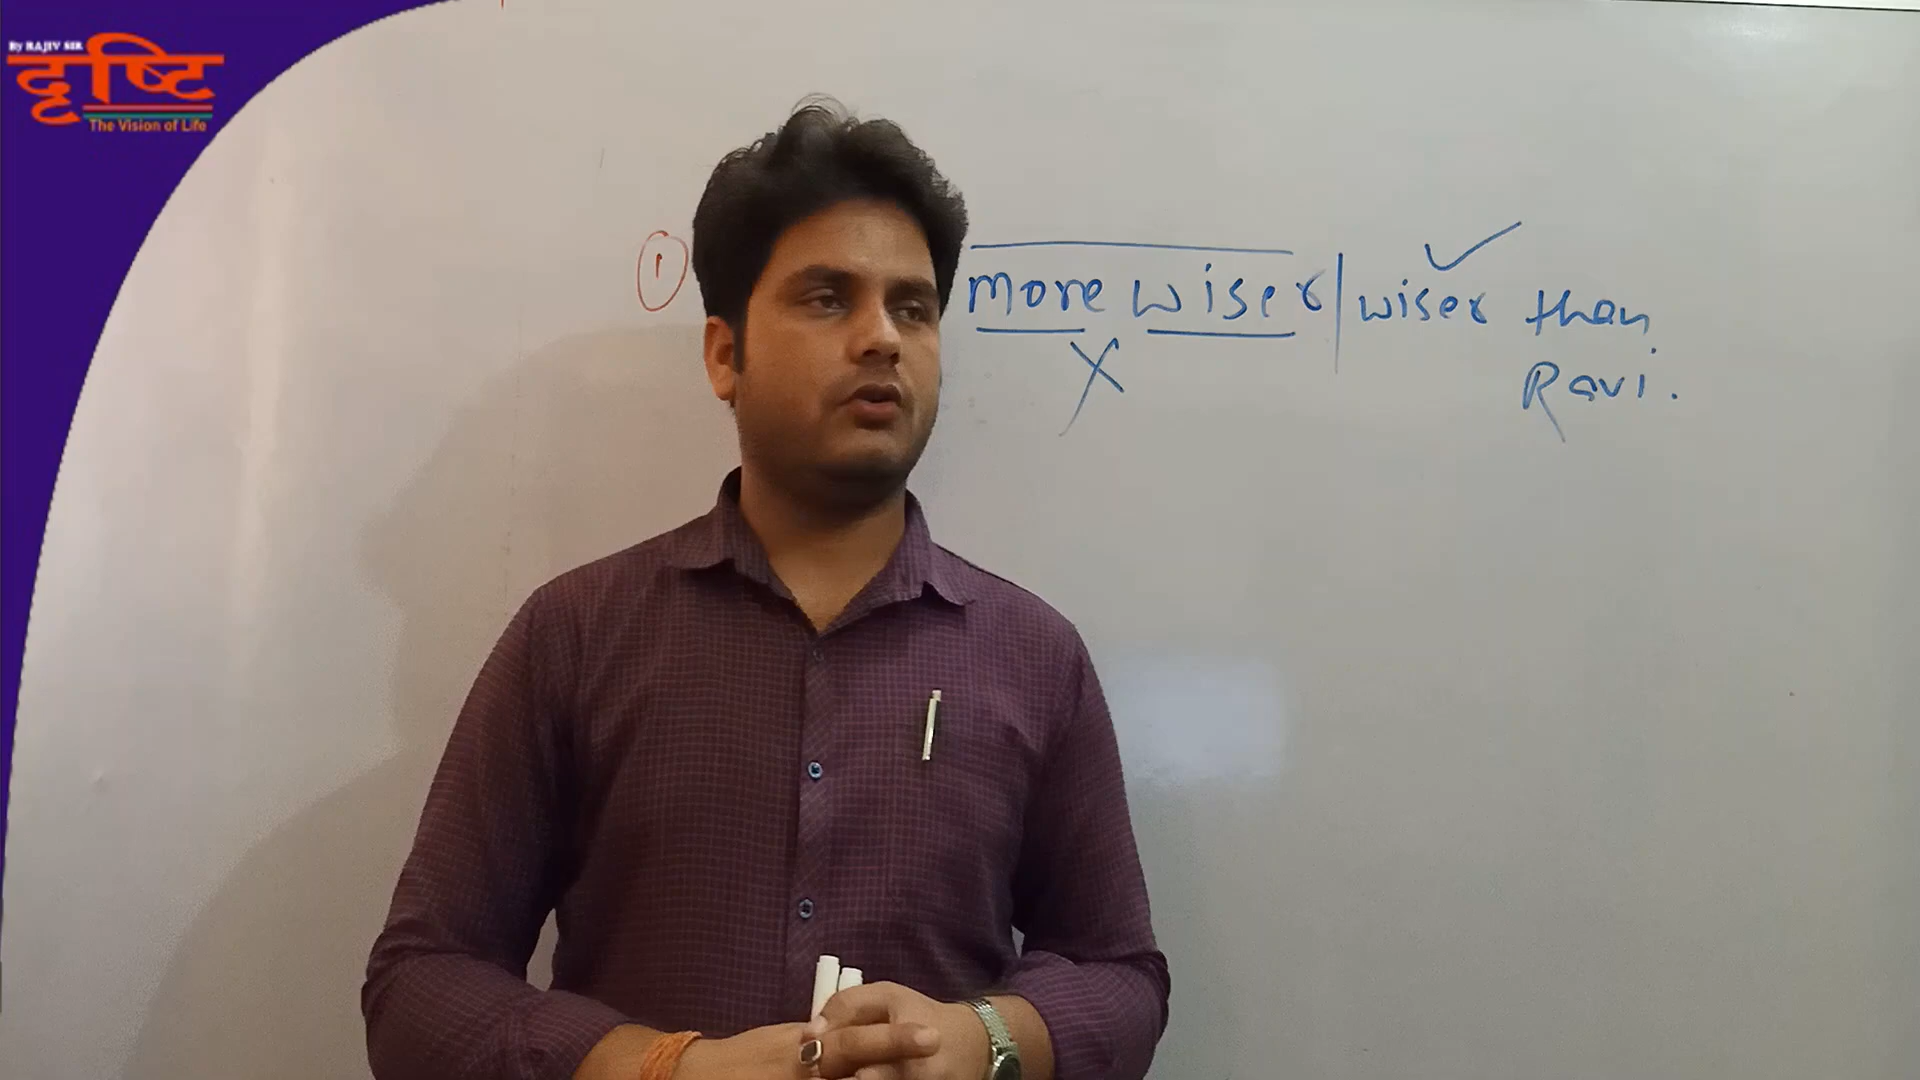 By RAJIV SIR
दृष्टि
The Vision of Life
1
more wiser | wiser than
Ravi.